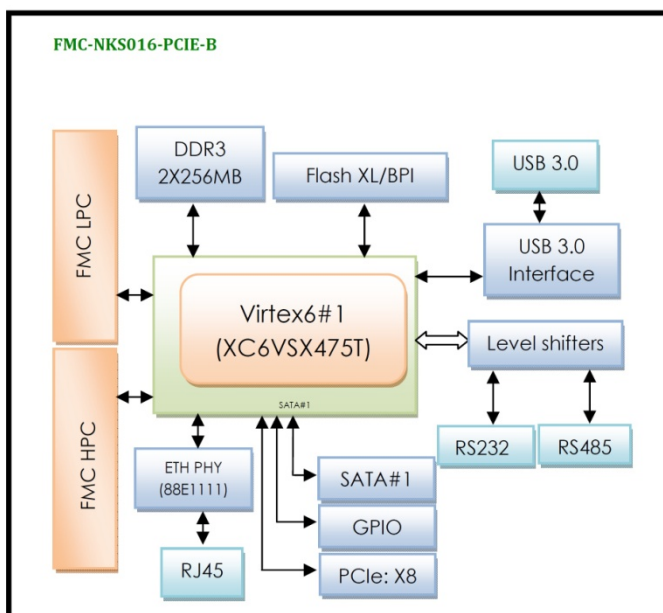 FMC-NKS016-PCIE-B
FMC LPC
DDR3
2X256MB
Flash XL/BPI
USB 3.0
USB 3.0
Interface
Virtex6#1
(XC6VSX475T)
SATA#1
Level shifters
RS232
RS485
FMC HPC
ETH PHY
(88E1111)
RJ45
SATA#1
GPIO
PCIe: X8